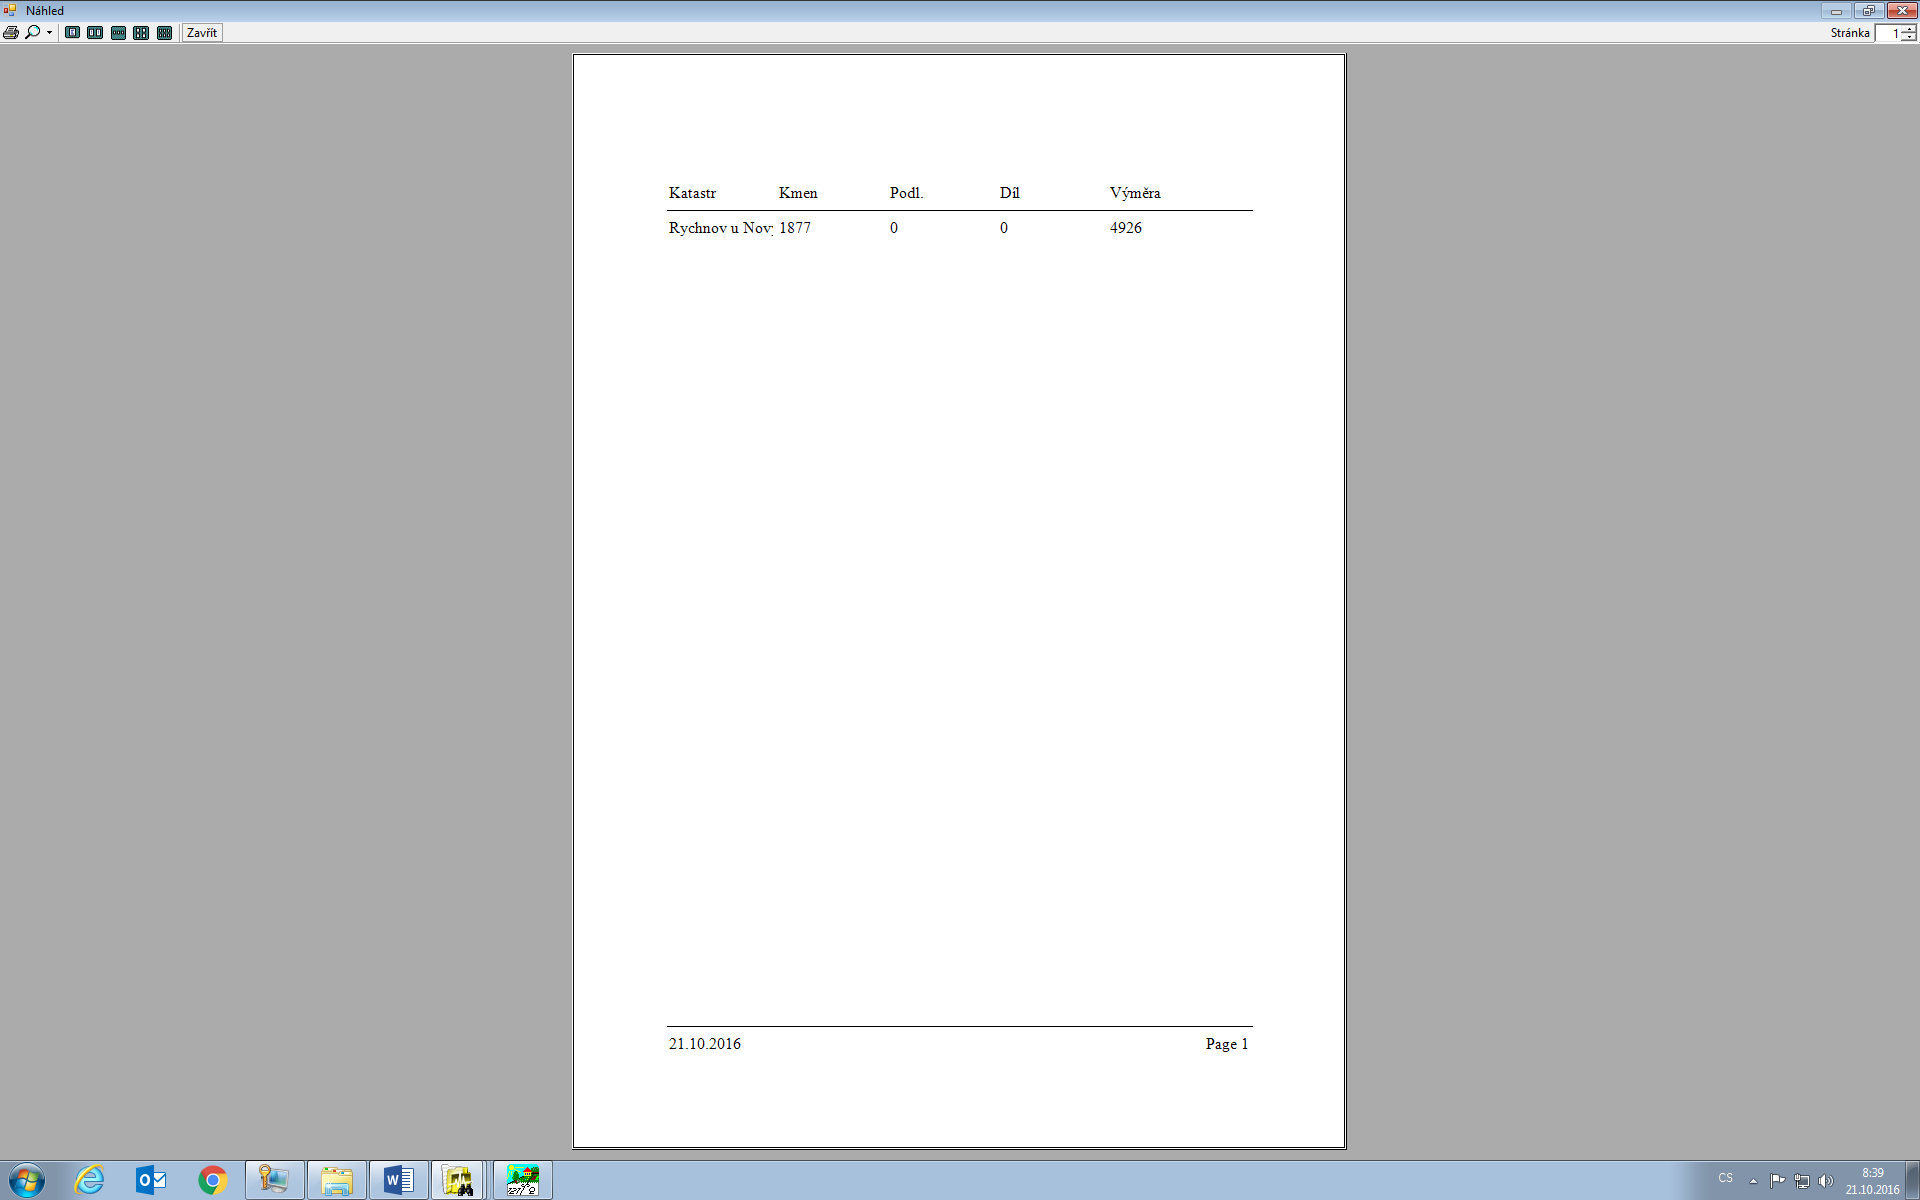 Náhled
Zavřít
Stránka 1
Katastr Kmen Podl. Díl Výměra
Rychnov u Nov 1877 0 0 4926
21.10.2016 Page 1
CS
8:39
21.10.2016